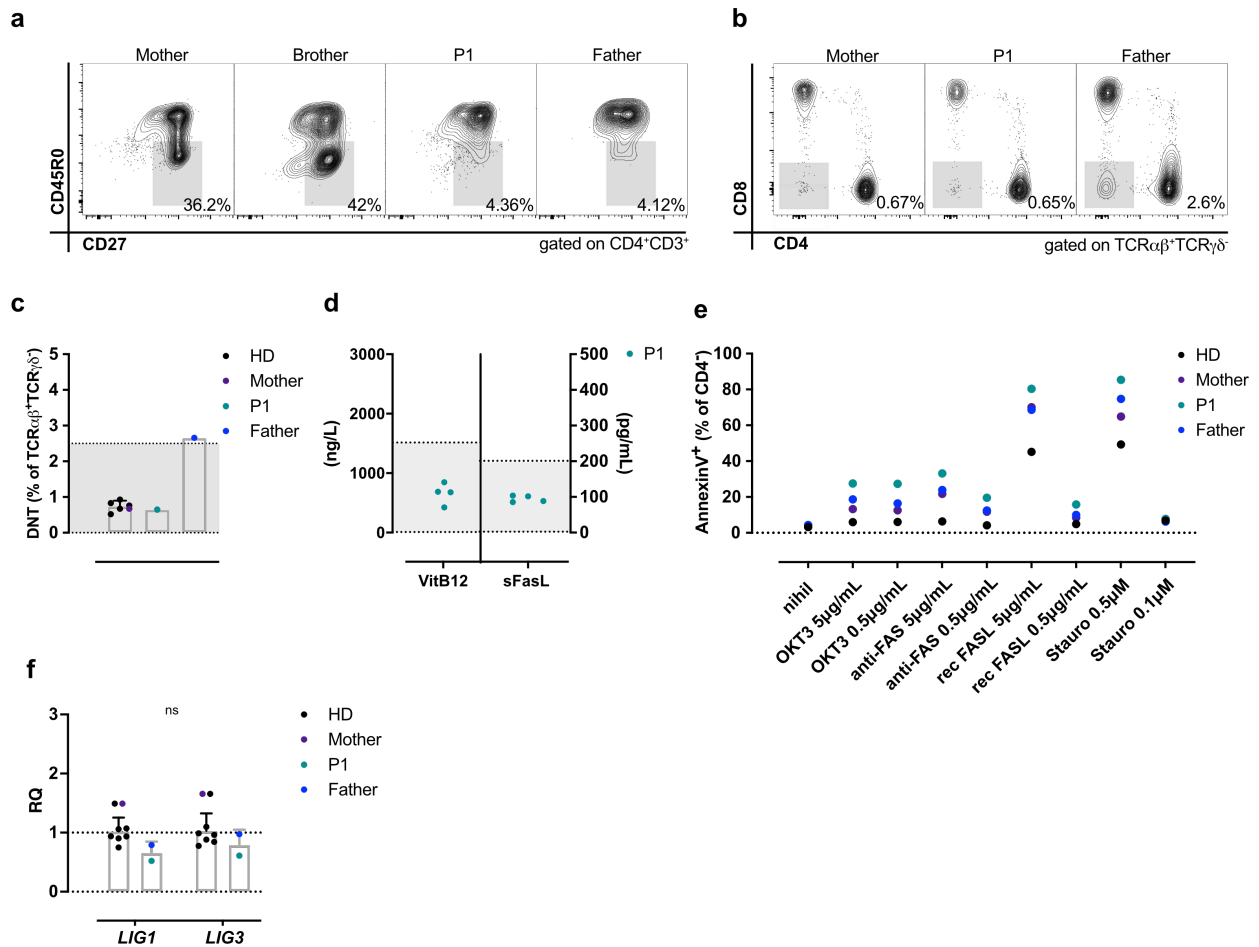 a
Mother Brother P1 Father
CD45R0
36.2% 42% 4.36% 4.12%
CD27
gated on CD4⁺CD3⁺
b
Mother P1 Father
CD8
0.67% 0.65% 2.6%
CD4
gated on TCRαβ⁺TCRγδ⁻
c
DNT (% of TCRαβ⁺TCRγδ⁻)
5
4
3
2
1
0
HD
Mother
P1
Father
d
(ng/L)
3000
2000
1000
0
500
400
300
200
100
0
(pg/mL)
P1
VitB12 sFasL
e
AnnexinV⁺ (% of CD4⁻)
100
80
60
40
20
0
HD
Mother
P1
Father
nihil
OKT3 5μg/mL
OKT3 0.5μg/mL
anti-FAS 5μg/mL
anti-FAS 0.5μg/mL
rec FASL 5μg/mL
rec FASL 0.5μg/mL
Stauro 0.5μM
Stauro 0.1μM
f
RQ
3
2
1
0
ns
HD
Mother
P1
Father
LIG1 LIG3